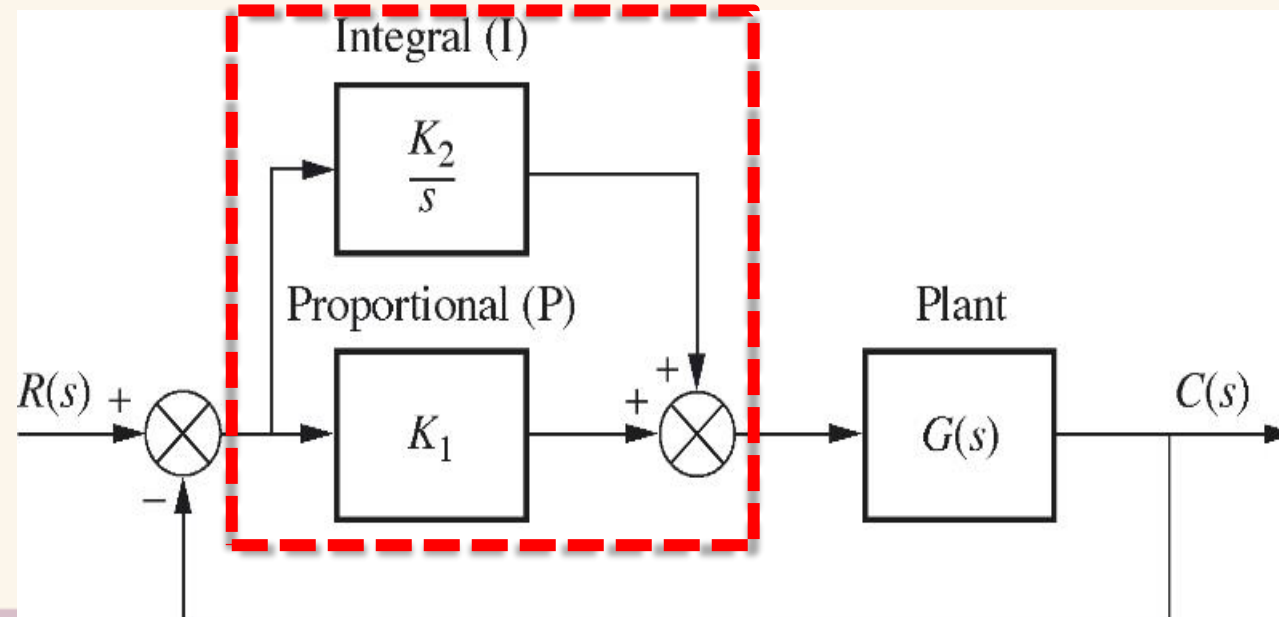 Integral (I)
K₂
s
Proportional (P)
Plant
R(s) +
+
+
C(s)
K₁
G(s)
−